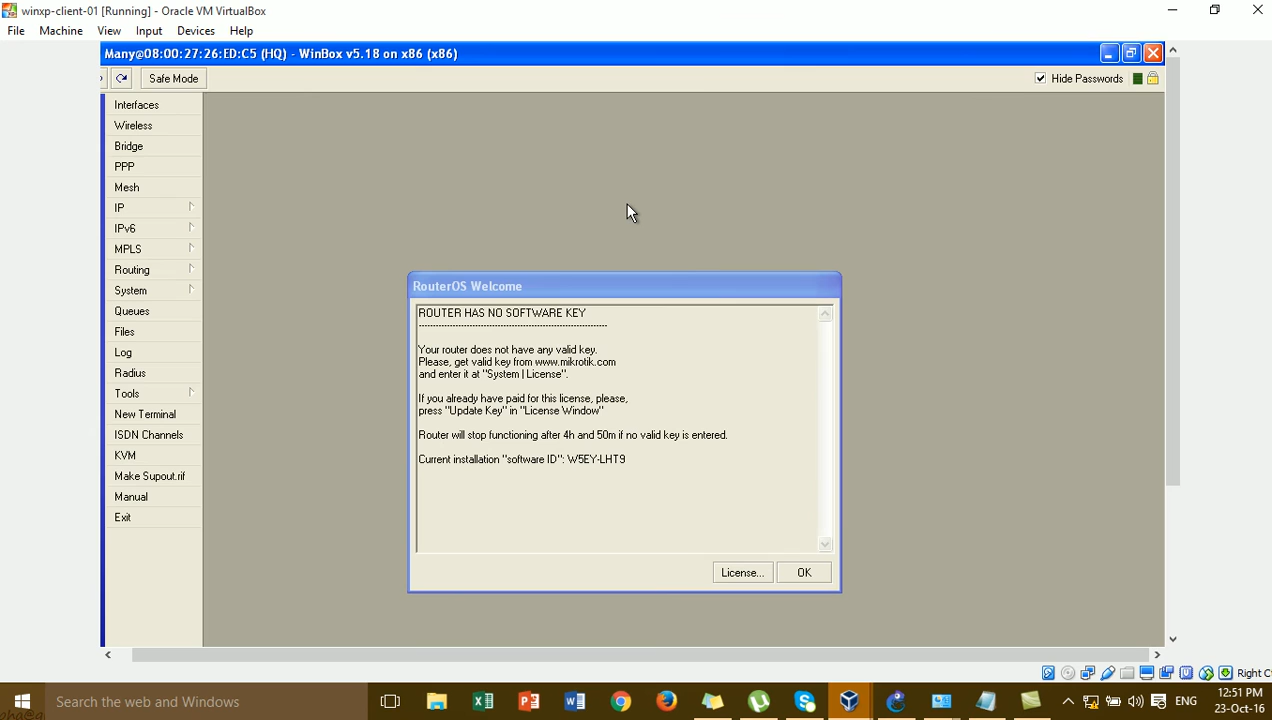 winxp-client-01 [Running] - Oracle VM VirtualBox
File Machine View Input Devices Help
Many@08:00:27:26:ED:C5 (HQ) - WinBox v5.18 on x86 (x86)
Safe Mode
Hide Passwords
Interfaces
Wireless
Bridge
PPP
Mesh
IP
IPv6
MPLS
Routing
System
Queues
Files
Log
Radius
Tools
New Terminal
ISDN Channels
KVM
Make Supout.rif
Manual
Exit
RouterOS Welcome
ROUTER HAS NO SOFTWARE KEY
----------------------------------------------------------------
Your router does not have any valid key.
Please, get valid key from www.mikrotik.com
and enter it at "System | License".
If you already have paid for this license, please,
press "Update Key" in "License Window"
Router will stop functioning after 4h and 50m if no valid key is entered.
Current installation "software ID": W5EY-LHT9
License... OK
Right C
Search the web and Windows
ENG
12:51 PM
23-Oct-16